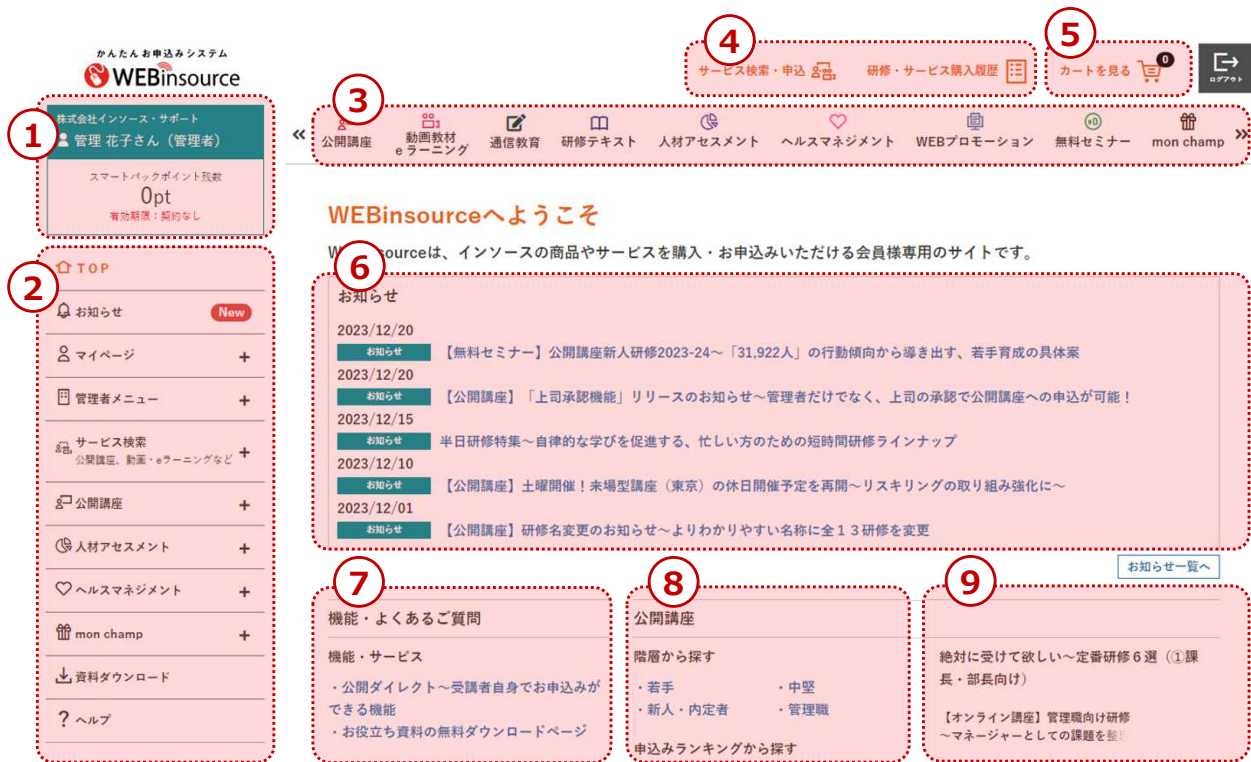 かんたんお申込みシステム
WEBinsource
④
サービス検索・申込
研修・サービス購入履歴
⑤
カートを見る
0
ログアウト
①
株式会社インソース・サポート
管理 花子さん（管理者）
スマートパックポイント残数
0pt
有効期限：契約なし
③
«
公開講座
動画教材
eラーニング
通信教育
研修テキスト
人材アセスメント
ヘルスマネジメント
WEBプロモーション
¥0
無料セミナー
mon champ
»
②
TOP
お知らせ
New
マイページ +
管理者メニュー +
サービス検索
公開講座、動画・eラーニングなど +
公開講座 +
人材アセスメント +
ヘルスマネジメント +
mon champ +
資料ダウンロード
? ヘルプ
WEBinsourceへようこそ
WEBinsourceは、インソースの商品やサービスを購入・お申込みいただける会員様専用のサイトです。
⑥
お知らせ
2023/12/20
お知らせ 【無料セミナー】公開講座新人研修2023-24～「31,922人」の行動傾向から導き出す、若手育成の具体案
2023/12/20
お知らせ 【公開講座】「上司承認機能」リリースのお知らせ～管理者だけでなく、上司の承認で公開講座への申込が可能！
2023/12/15
お知らせ 半日研修特集～自律的な学びを促進する、忙しい方のための短時間研修ラインナップ
2023/12/10
お知らせ 【公開講座】土曜開催！来場型講座（東京）の休日開催予定を再開～リスキリングの取り組み強化に～
2023/12/01
お知らせ 【公開講座】研修名変更のお知らせ～よりわかりやすい名称に全１３研修を変更
お知らせ一覧へ
⑦
機能・よくあるご質問
機能・サービス
・公開ダイレクト～受講者自身でお申込みが
できる機能
・お役立ち資料の無料ダウンロードページ
⑧
公開講座
階層から探す
・若手
・中堅
・新人・内定者
・管理職
申込みランキングから探す
⑨
絶対に受けて欲しい～定番研修６選（①課
長・部長向け）
【オンライン講座】管理職向け研修
～マネージャーとしての課題を整